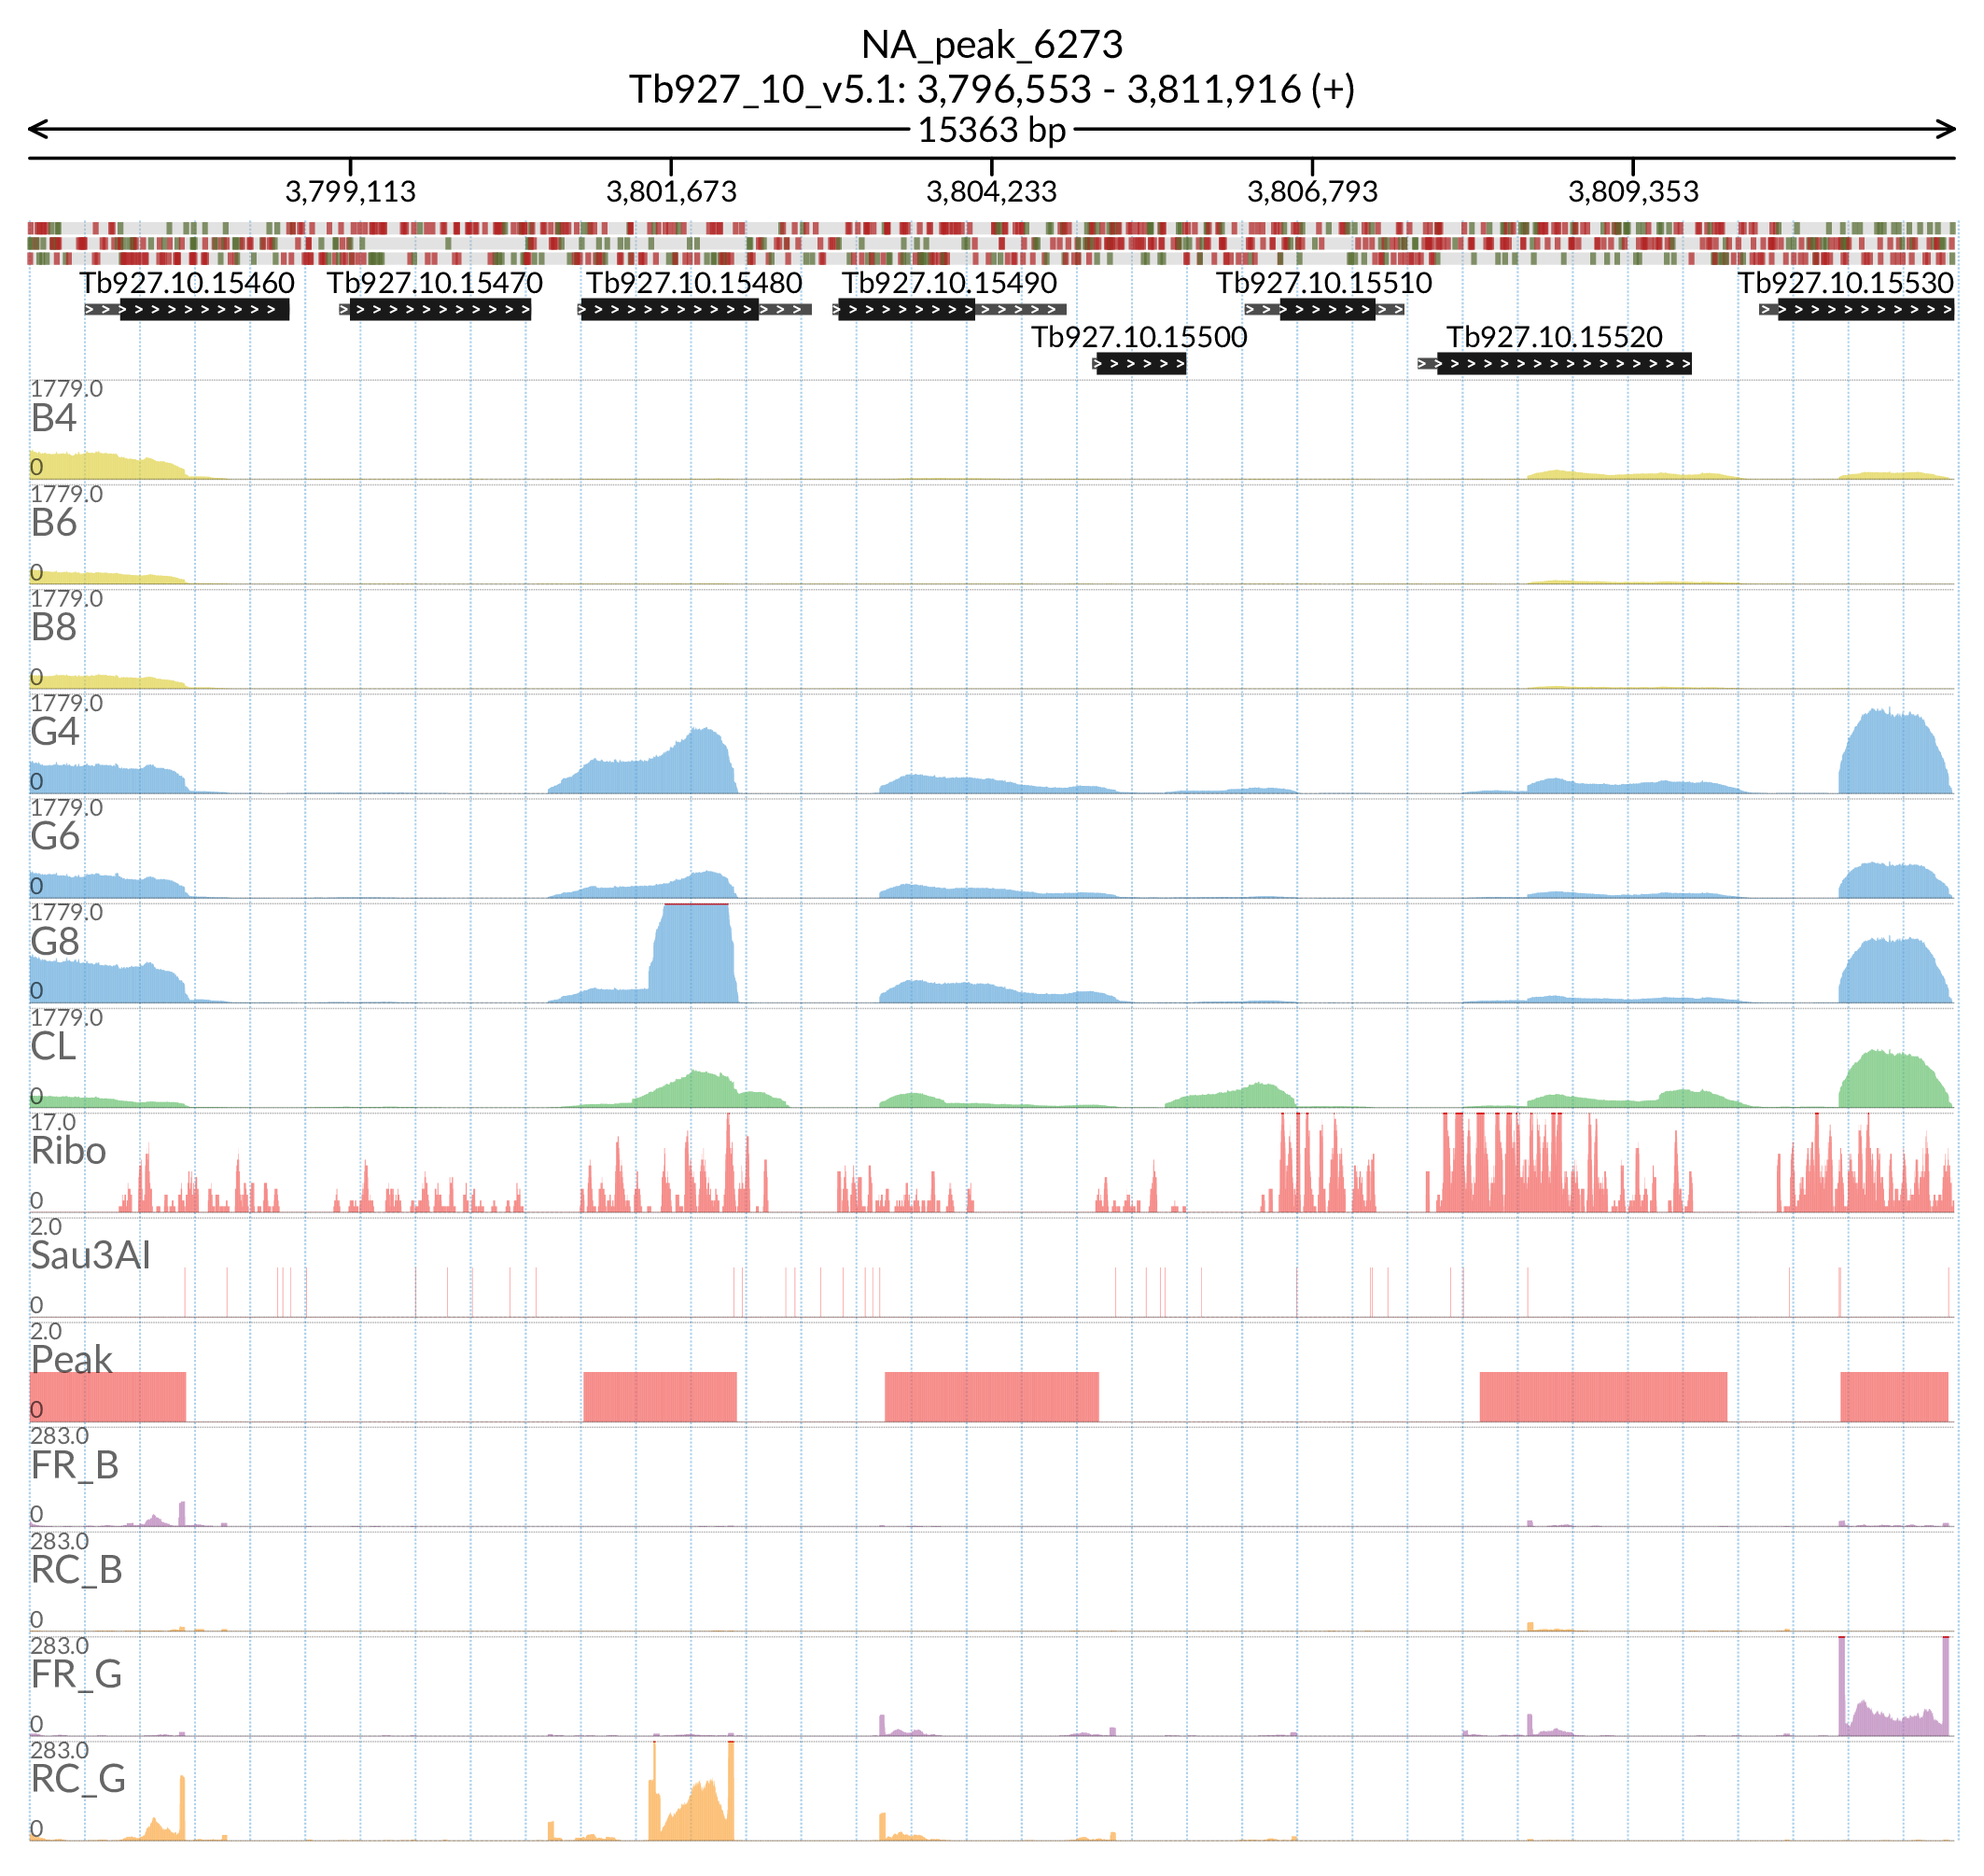 NA_peak_6273
Tb927_10_v5.1: 3,796,553 - 3,811,916 (+)
15363 bp
3,799,113 3,801,673 3,804,233 3,806,793 3,809,353
Tb927.10.15460 Tb927.10.15470 Tb927.10.15480 Tb927.10.15490 Tb927.10.15510 Tb927.10.15530
Tb927.10.15500 Tb927.10.15520
1779.0
B4
0
1779.0
B6
0
1779.0
B8
0
1779.0
G4
0
1779.0
G6
0
1779.0
G8
0
1779.0
CL
0
17.0
Ribo
0
2.0
Sau3AI
0
2.0
Peak
0
283.0
FR_B
0
283.0
RC_B
0
283.0
FR_G
0
283.0
RC_G
0